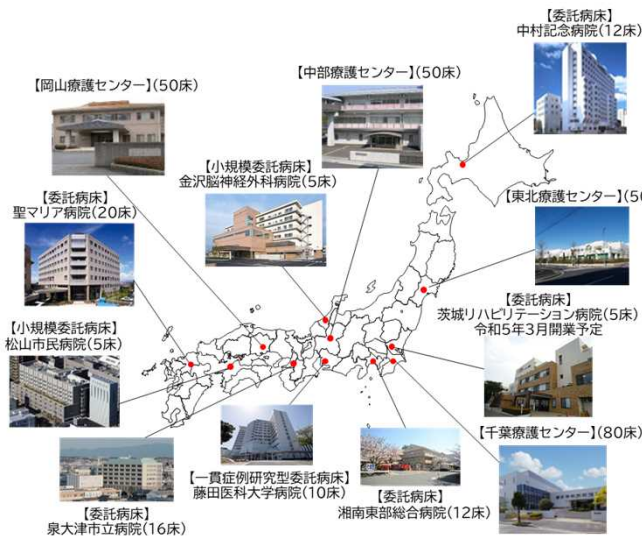 【委託病床】
中村記念病院(12床)
【岡山療護センター】(50床)
【中部療護センター】(50床)
【小規模委託病床】
金沢脳神経外科病院(5床)
【委託病床】
聖マリア病院(20床)
【東北療護センター】(5
【小規模委託病床】
松山市民病院(5床)
【委託病床】
茨城リハビリテーション病院(5床)
令和5年3月開業予定
【千葉療護センター】(80床)
【一貫症例研究型委託病床】
藤田医科大学病院(10床)
【委託病床】
湘南東部総合病院(12床)
【委託病床】
泉大津市立病院(16床)